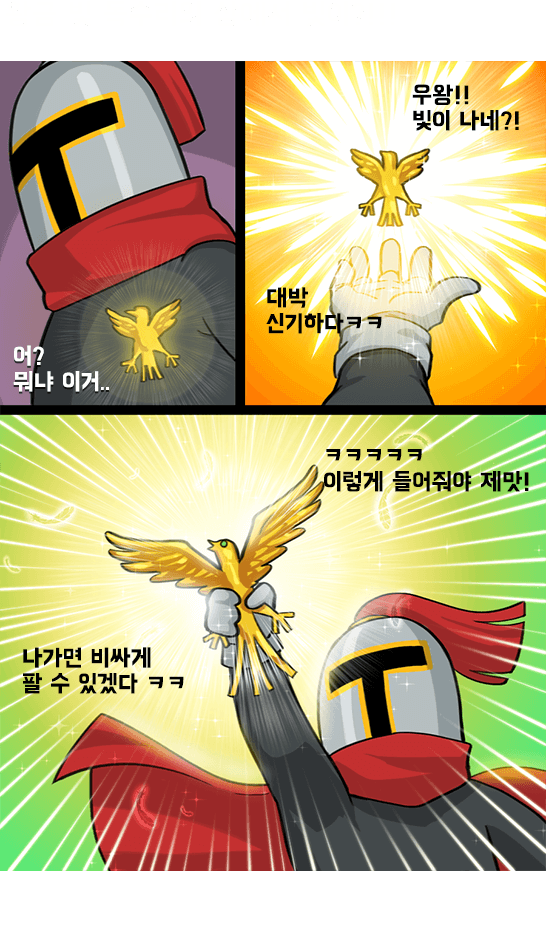 어?
뭐냐 이거..
우왕!!
빛이 나네?!
대박
신기하다ㅋㅋ
ㅋㅋㅋㅋㅋ
이렇게 들어줘야 제맛!
나가면 비싸게
팔 수 있겠다 ㅋㅋ